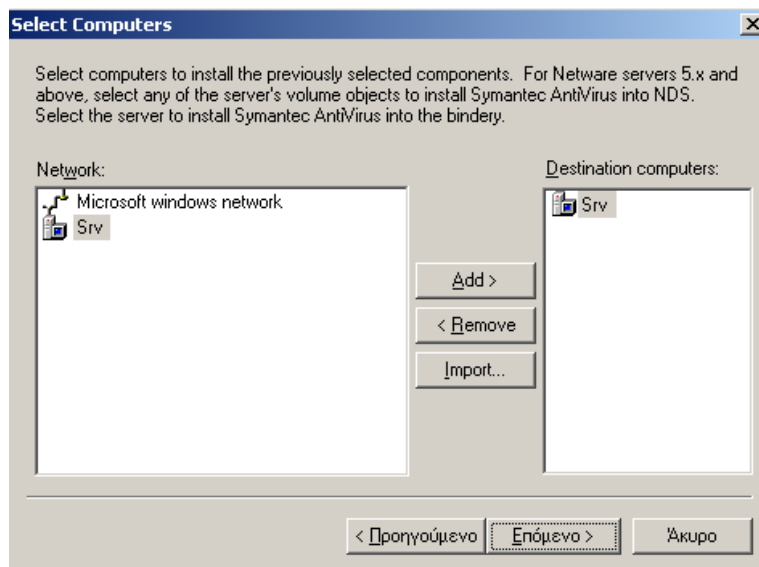 Select Computers
Select computers to install the previously selected components. For Netware servers 5.x and
above, select any of the server's volume objects to install Symantec AntiVirus into NDS.
Select the server to install Symantec AntiVirus into the bindery.
Network:
Destination computers:
Microsoft windows network
Srv
Srv
Add >
< Remove
Import...
< Προηγούμενο
Επόμενο >
Άκυρο